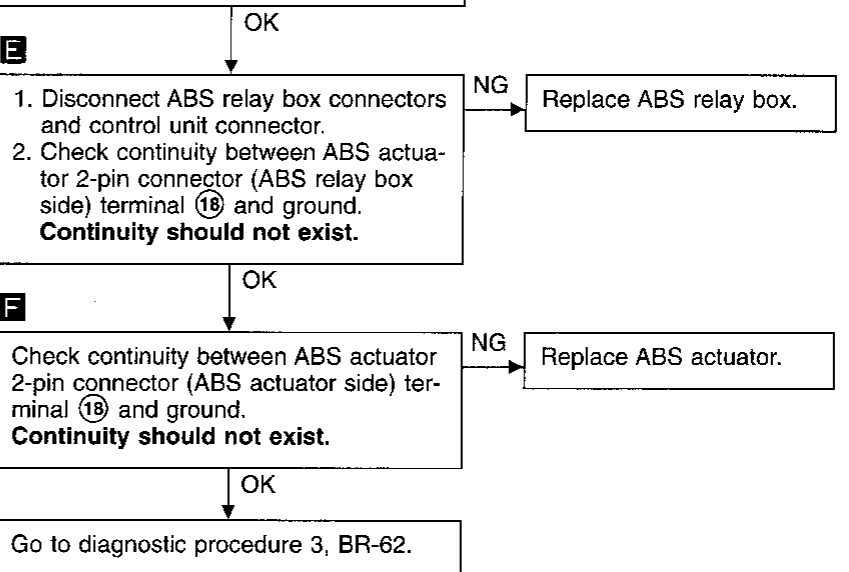 OK
E
1. Disconnect ABS relay box connectors
and control unit connector.
2. Check continuity between ABS actua-
tor 2-pin connector (ABS relay box
side) terminal ⑱ and ground.
Continuity should not exist.
NG
Replace ABS relay box.
OK
F
Check continuity between ABS actuator
2-pin connector (ABS actuator side) ter-
minal ⑱ and ground.
Continuity should not exist.
NG
Replace ABS actuator.
OK
Go to diagnostic procedure 3, BR-62.